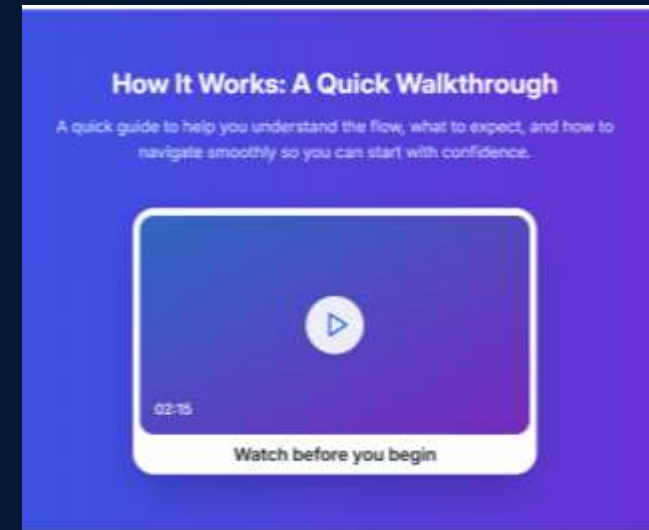 How It Works: A Quick Walkthrough
A quick guide to help you understand the flow, what to expect, and how to
navigate smoothly so you can start with confidence.
02:15
Watch before you begin